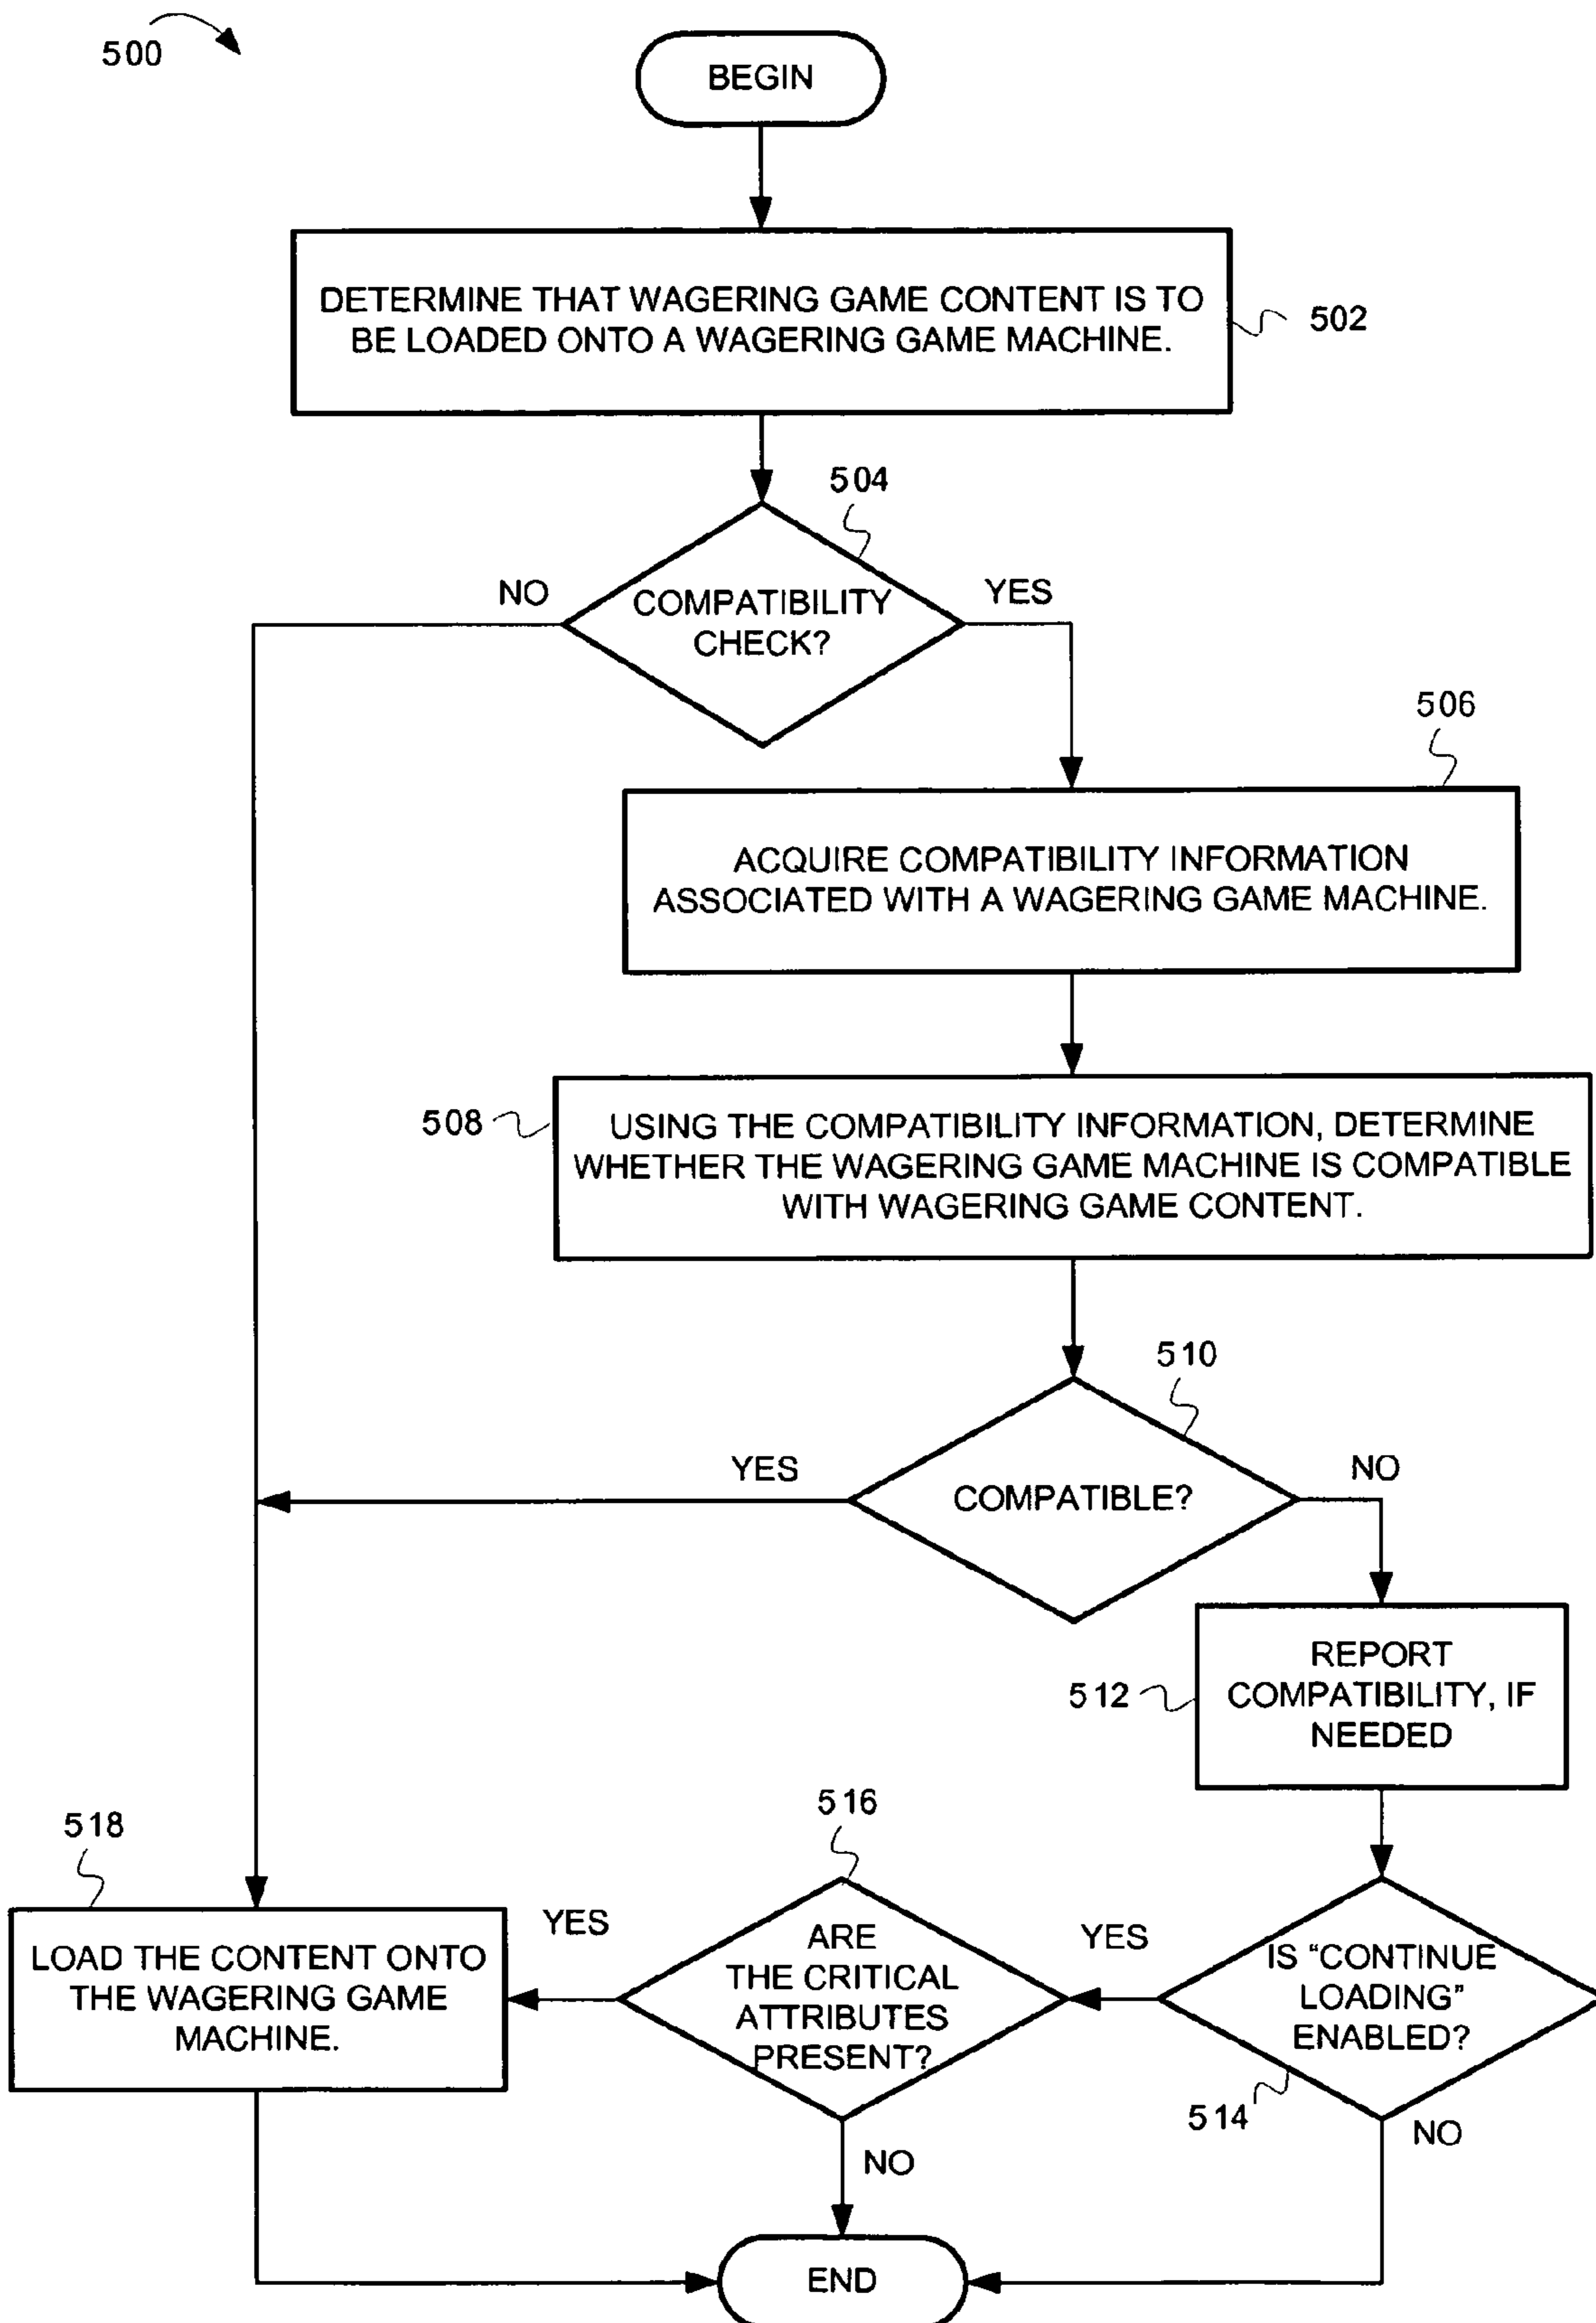 500
BEGIN
DETERMINE THAT WAGERING GAME CONTENT IS TO
BE LOADED ONTO A WAGERING GAME MACHINE.
502
504
NO
YES
COMPATIBILITY
CHECK?
506
ACQUIRE COMPATIBILITY INFORMATION
ASSOCIATED WITH A WAGERING GAME MACHINE.
508
USING THE COMPATIBILITY INFORMATION, DETERMINE
WHETHER THE WAGERING GAME MACHINE IS COMPATIBLE
WITH WAGERING GAME CONTENT.
510
YES
NO
COMPATIBLE?
512
REPORT
COMPATIBILITY, IF
NEEDED
516
518
YES
YES
LOAD THE CONTENT ONTO
THE WAGERING GAME
MACHINE.
ARE
THE CRITICAL
ATTRIBUTES
PRESENT?
IS “CONTINUE
LOADING”
ENABLED?
514
NO
NO
END